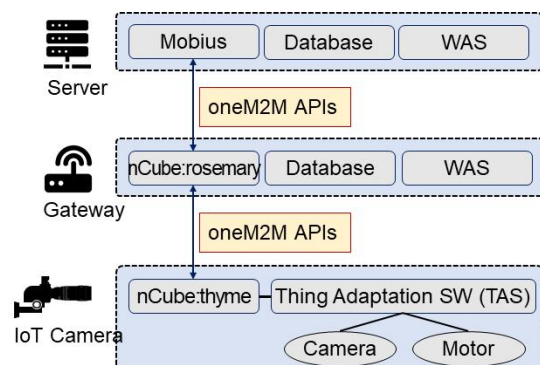 Mobius Database WAS
Server
oneM2M APIs
nCube:rosemary Database WAS
Gateway
oneM2M APIs
nCube:thyme Thing Adaptation SW (TAS)
IoT Camera
Camera Motor